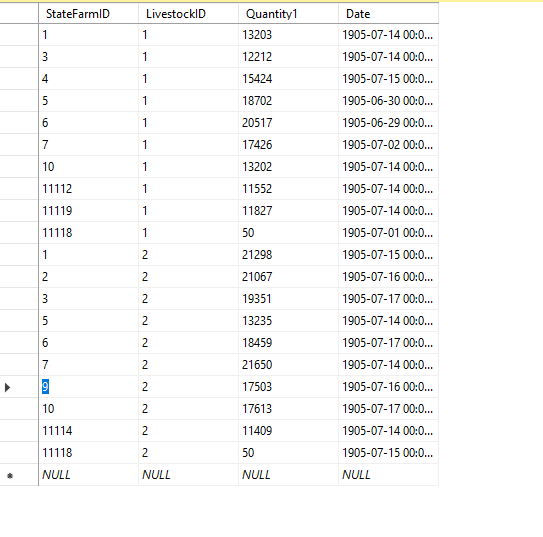 StateFarmID LivestockID Quantity1 Date
1 1 13203 1905-07-14 00:0...
3 1 12212 1905-07-14 00:0...
4 1 15424 1905-07-15 00:0...
5 1 18702 1905-06-30 00:0...
6 1 20517 1905-06-29 00:0...
7 1 17426 1905-07-02 00:0...
10 1 13202 1905-07-14 00:0...
11112 1 11552 1905-07-14 00:0...
11119 1 11827 1905-07-14 00:0...
11118 1 50 1905-07-01 00:0...
1 2 21298 1905-07-15 00:0...
2 2 21067 1905-07-16 00:0...
3 2 19351 1905-07-17 00:0...
5 2 13235 1905-07-14 00:0...
6 2 18459 1905-07-17 00:0...
7 2 21650 1905-07-14 00:0...
9 2 17503 1905-07-16 00:0...
10 2 17613 1905-07-17 00:0...
11114 2 11409 1905-07-14 00:0...
11118 2 50 1905-07-15 00:0...
NULL NULL NULL NULL